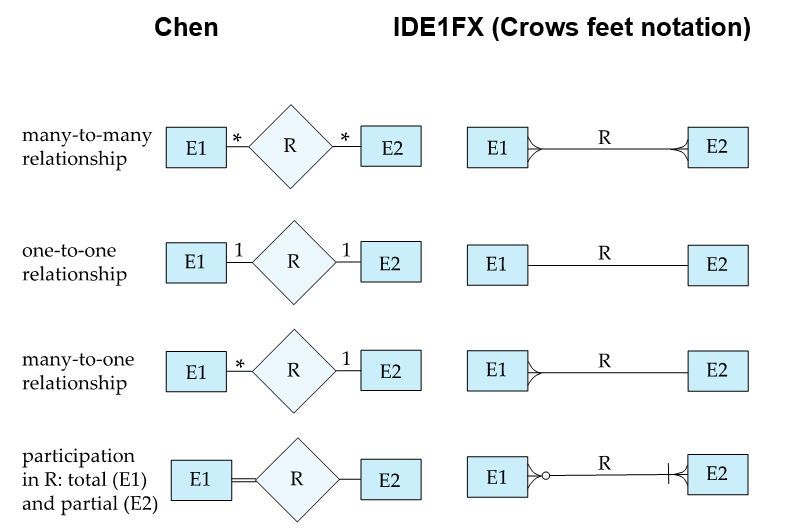 Chen IDE1FX (Crows feet notation)
many-to-many
relationship
E1 * R * E2 E1 R E2
one-to-one
relationship
E1 1 R 1 E2 E1 R E2
many-to-one
relationship
E1 * R 1 E2 E1 R E2
participation
in R: total (E1)
and partial (E2)
E1 R E2 E1 R E2